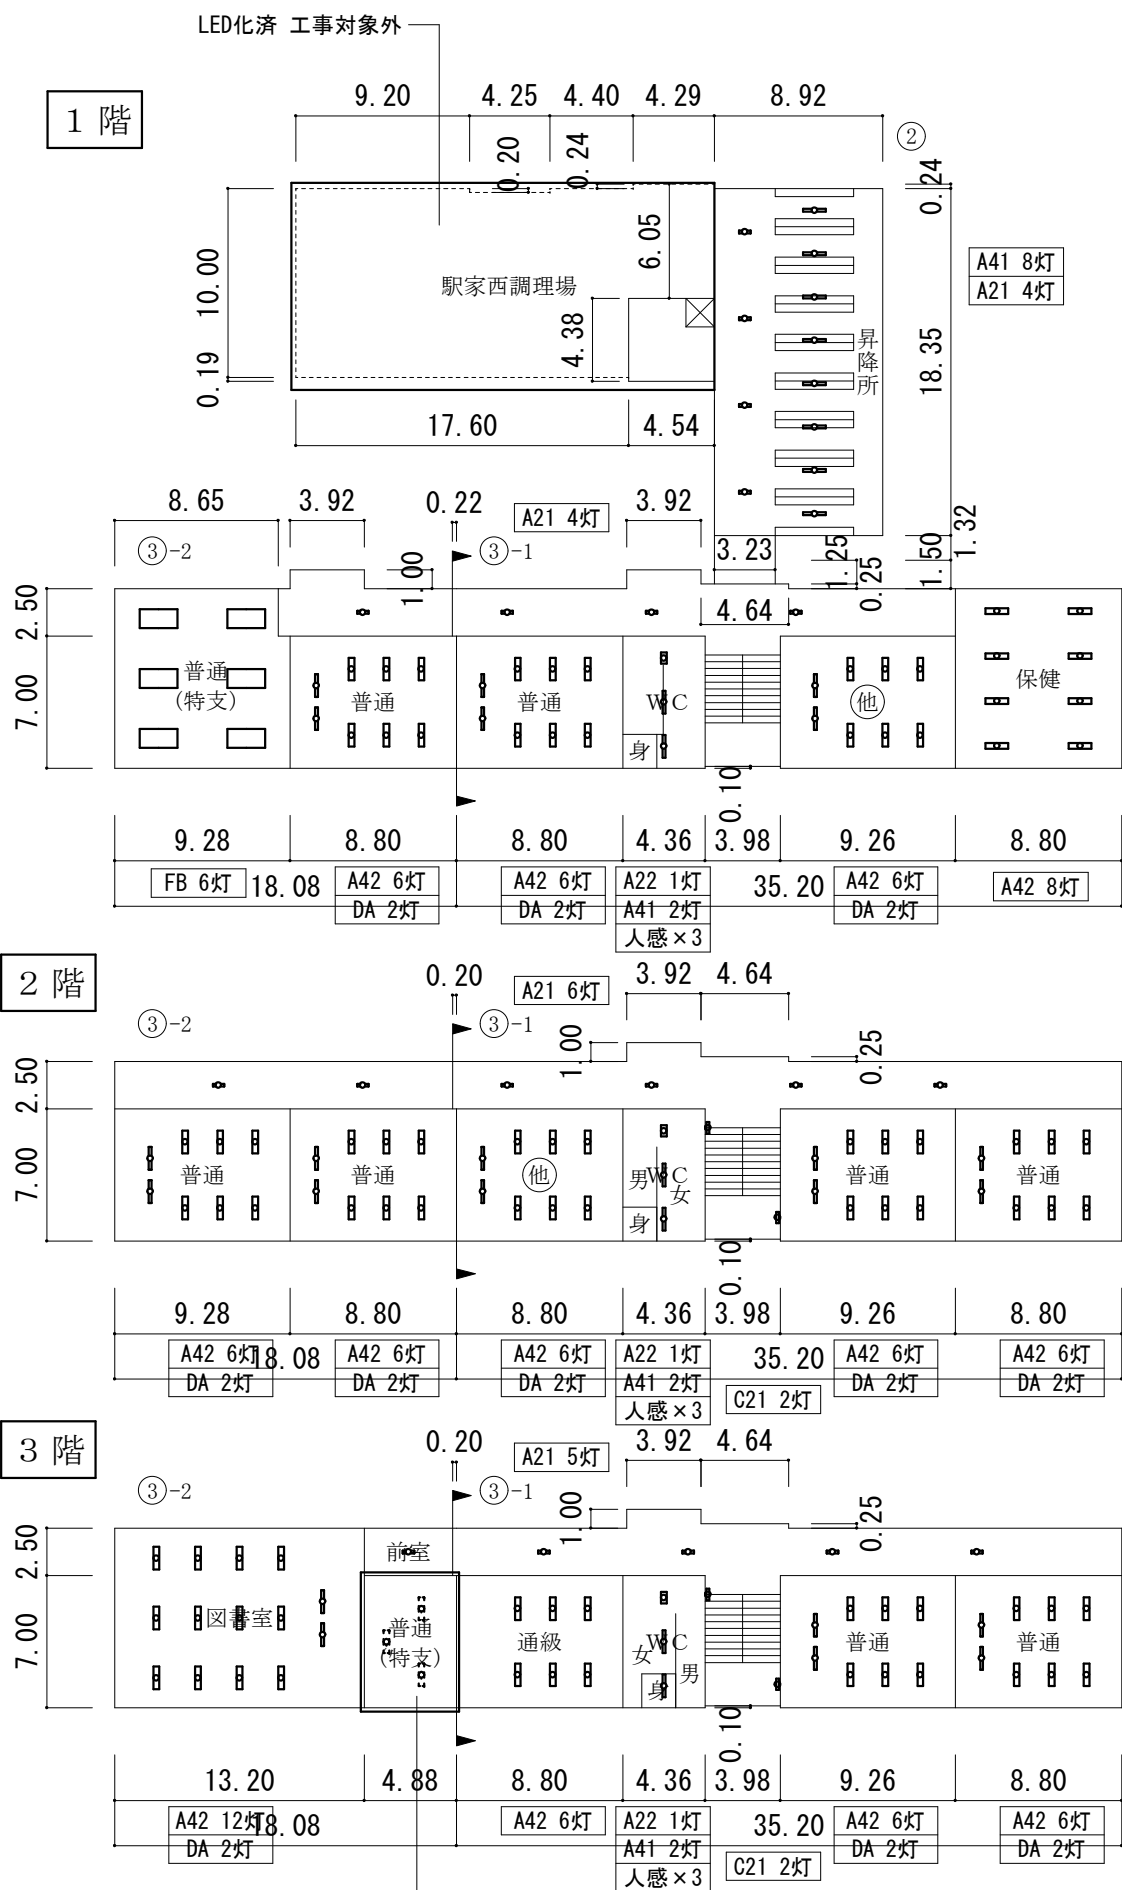 LED化済 工事対象外
1 階
9.20 4.25 4.40 4.29 8.92
②
0.20 0.24 0.24
10.00
0.19
6.05
4.38
駅家西調理場
昇降所
18.35
A41 8灯
A21 4灯
17.60 4.54
8.65 3.92 0.22 A21 4灯 3.92
③-2 ③-1
1.00
3.23
4.64
1.25
0.25
1.50
1.32
2.50
7.00
普通
(特支)
普通
普通
WC
身
他
保健
0.10
9.28 8.80 8.80 4.36 3.98 9.26 8.80
FB 6灯 18.08 A42 6灯 A42 6灯 A22 1灯 35.20 A42 6灯 A42 8灯
DA 2灯 DA 2灯 A41 2灯 DA 2灯
人感×3
2 階
0.20 A21 6灯 3.92 4.64
③-2 ③-1
1.00 0.25
2.50
7.00
普通 普通 他 男 WC 女 普通 普通
身
0.10
9.28 8.80 8.80 4.36 3.98 9.26 8.80
A42 6灯 18.08 A42 6灯 A42 6灯 A22 1灯 35.20 A42 6灯 A42 6灯
DA 2灯 DA 2灯 DA 2灯 A41 2灯 DA 2灯 DA 2灯
人感×3 C21 2灯
3 階
0.20 A21 5灯 3.92 4.64
③-2 ③-1
1.00 0.25
2.50
7.00
前室
図書室 普通
(特支)
通級 女 WC 男 普通 普通
身
0.10
13.20 4.88 8.80 4.36 3.98 9.26 8.80
A42 12灯 18.08 A42 6灯 A22 1灯 35.20 A42 6灯 A42 6灯
DA 2灯 A41 2灯 DA 2灯 DA 2灯
人感×3 C21 2灯